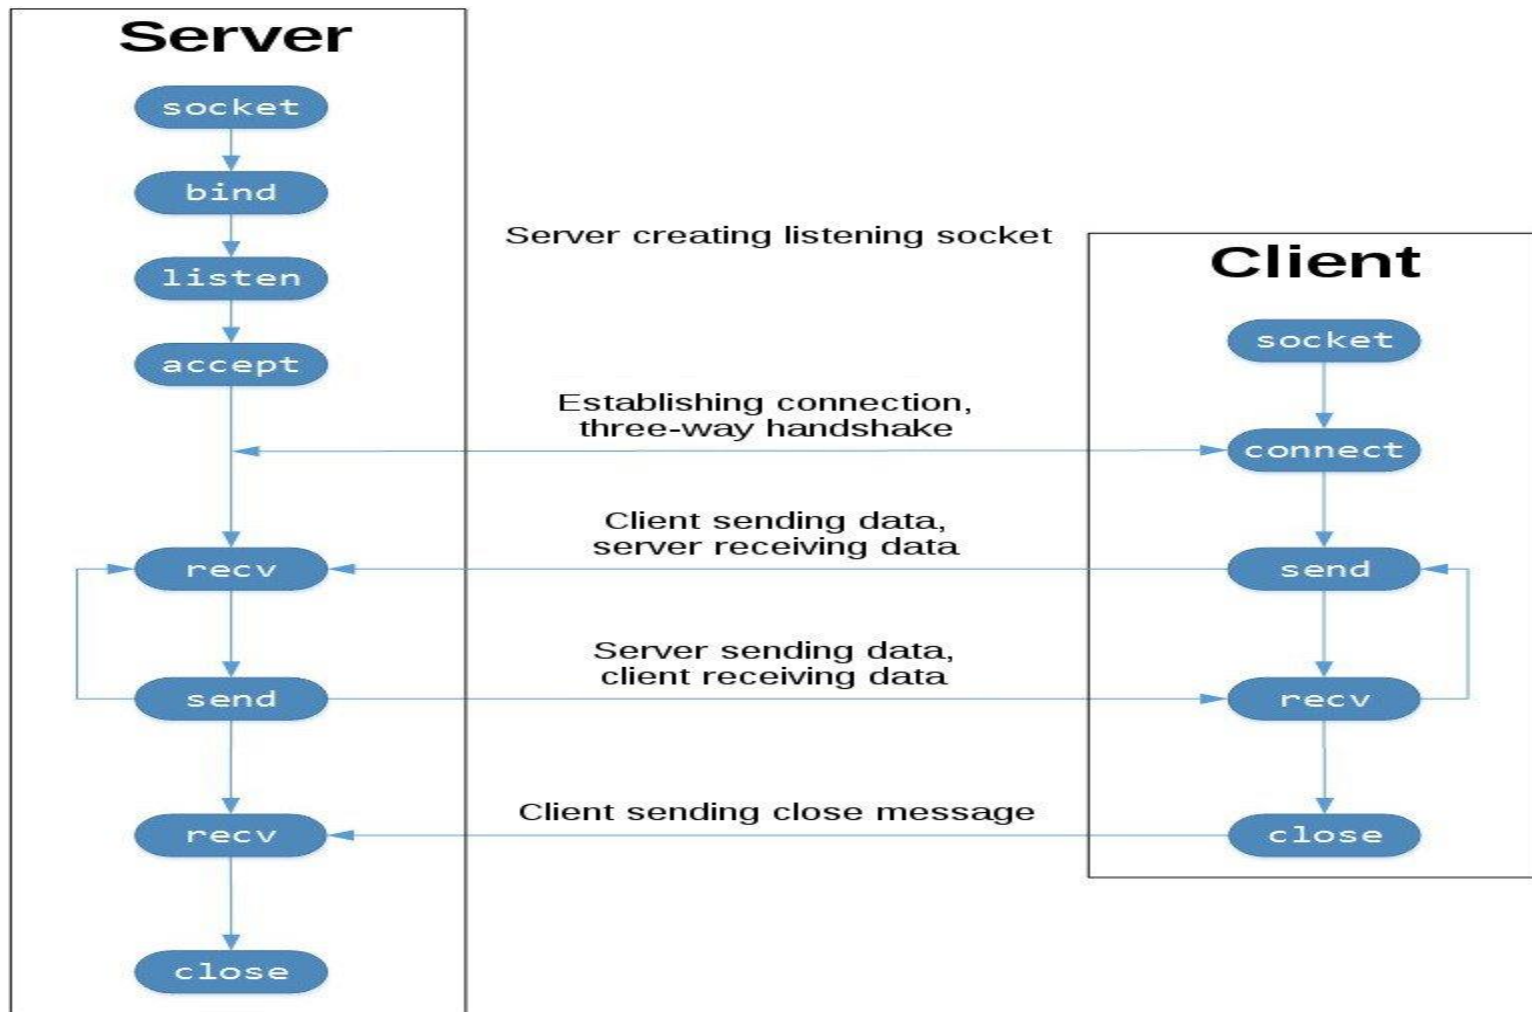 Server
socket
bind
listen
accept
recv
send
recv
close
Server creating listening socket
Establishing connection,
three-way handshake
Client sending data,
server receiving data
Server sending data,
client receiving data
Client sending close message
Client
socket
connect
send
recv
close